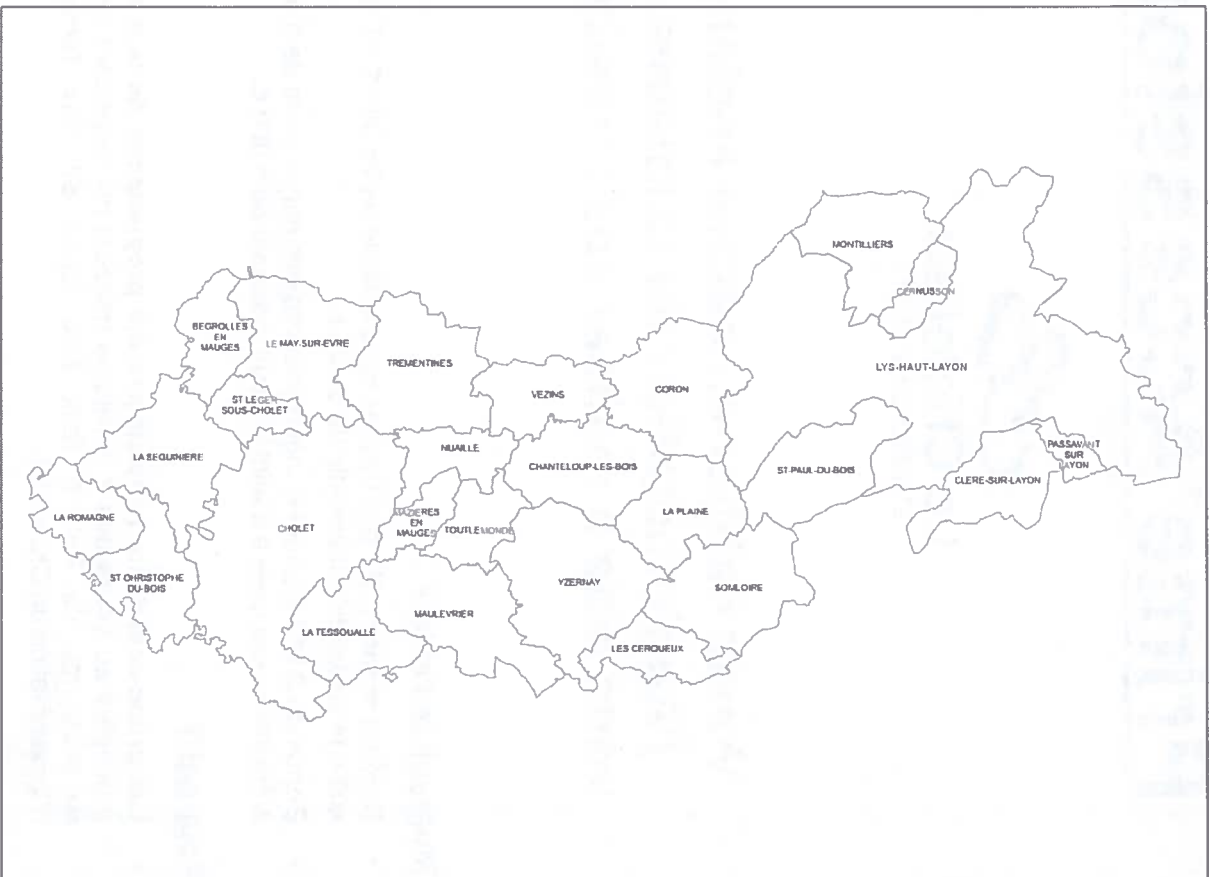 MONTILLIERS
CERNUSSON
BEGROLLES
EN
MAUGES
LE MAY-SUR-EVRE
TREMENTINES
LYS-HAUT-LAYON
VEZINS
CORON
ST LEGER
SOUS-CHOLET
NUAILLE
LA SEGUINIERE
CHANTELOUP-LES-BOIS
ST-PAUL-DU-BOIS
PASSAVANT
SUR
LAYON
CLERE-SUR-LAYON
LA ROMAGNE
CHOLET
MAZIERES
EN
MAUGES
TOUTLEMONDE
LA PLAINE
ST CHRISTOPHE
DU-BOIS
YZERNAY
SOMLOIRE
MAULEVRIER
LA TESSOUALLE
LES CERQUEUX